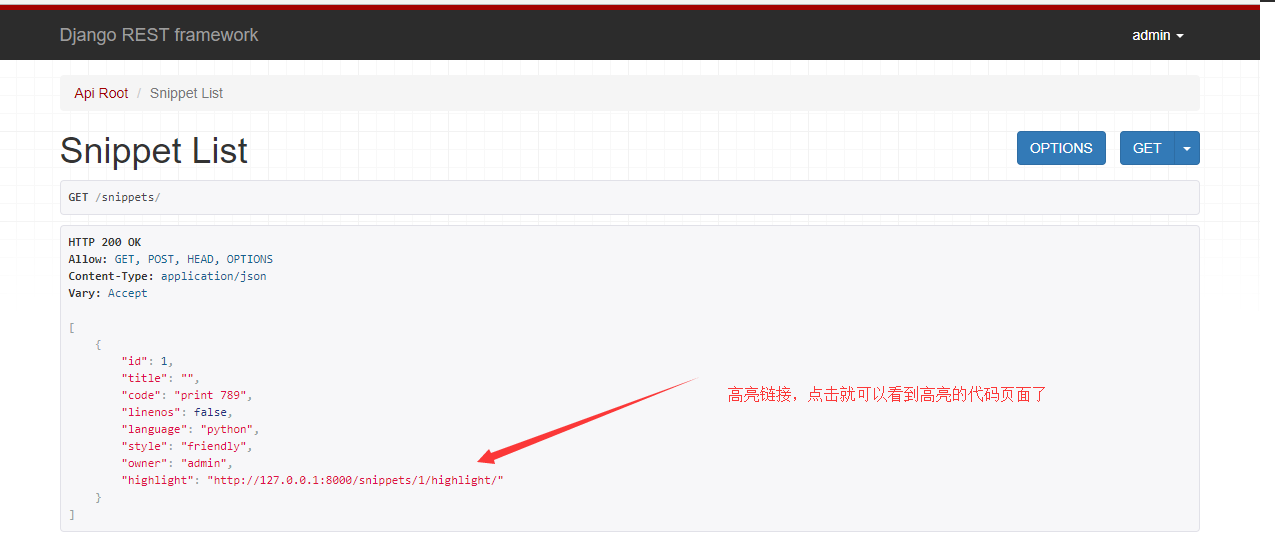 Django REST framework
admin
Api Root / Snippet List
Snippet List
OPTIONS
GET
GET /snippets/
HTTP 200 OK
Allow: GET, POST, HEAD, OPTIONS
Content-Type: application/json
Vary: Accept
[
{
"id": 1,
"title": "",
"code": "print 789",
高亮链接，点击就可以看到高亮的代码页面了
"linenos": false,
"language": "python",
"style": "friendly",
"owner": "admin",
"highlight": "http://127.0.0.1:8000/snippets/1/highlight/"
}
]